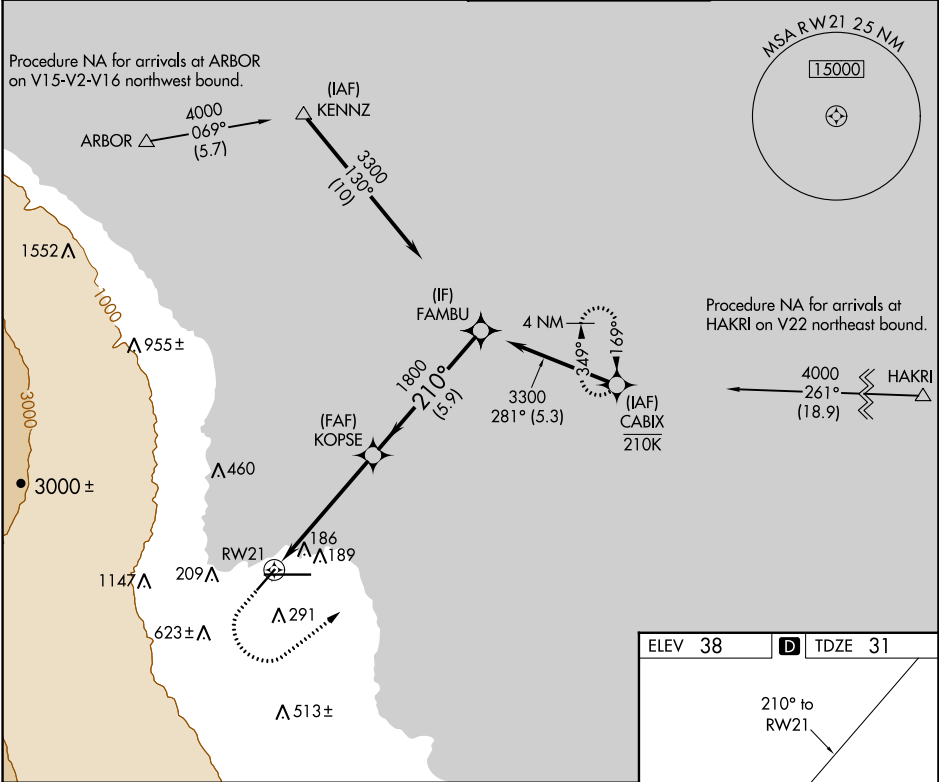 MSA RW21 25 NM
15000
Procedure NA for arrivals at ARBOR
on V15-V2-V16 northwest bound.
(IAF)
KENNZ
ARBOR
4000
069°
(5.7)
3300
130°
(10)
1552
1000
(IF)
FAMBU
4 NM
349°
169°
Procedure NA for arrivals at
HAKRI on V22 northeast bound.
955±
3000
1800
210°
(5.9)
3300
281° (5.3)
(IAF)
CABIX
210K
4000
261°
(18.9)
HAKRI
(FAF)
KOPSE
460
3000±
RW21
186
189
1147
209
291
623±
513±
ELEV 38
D
TDZE 31
210° to
RW21